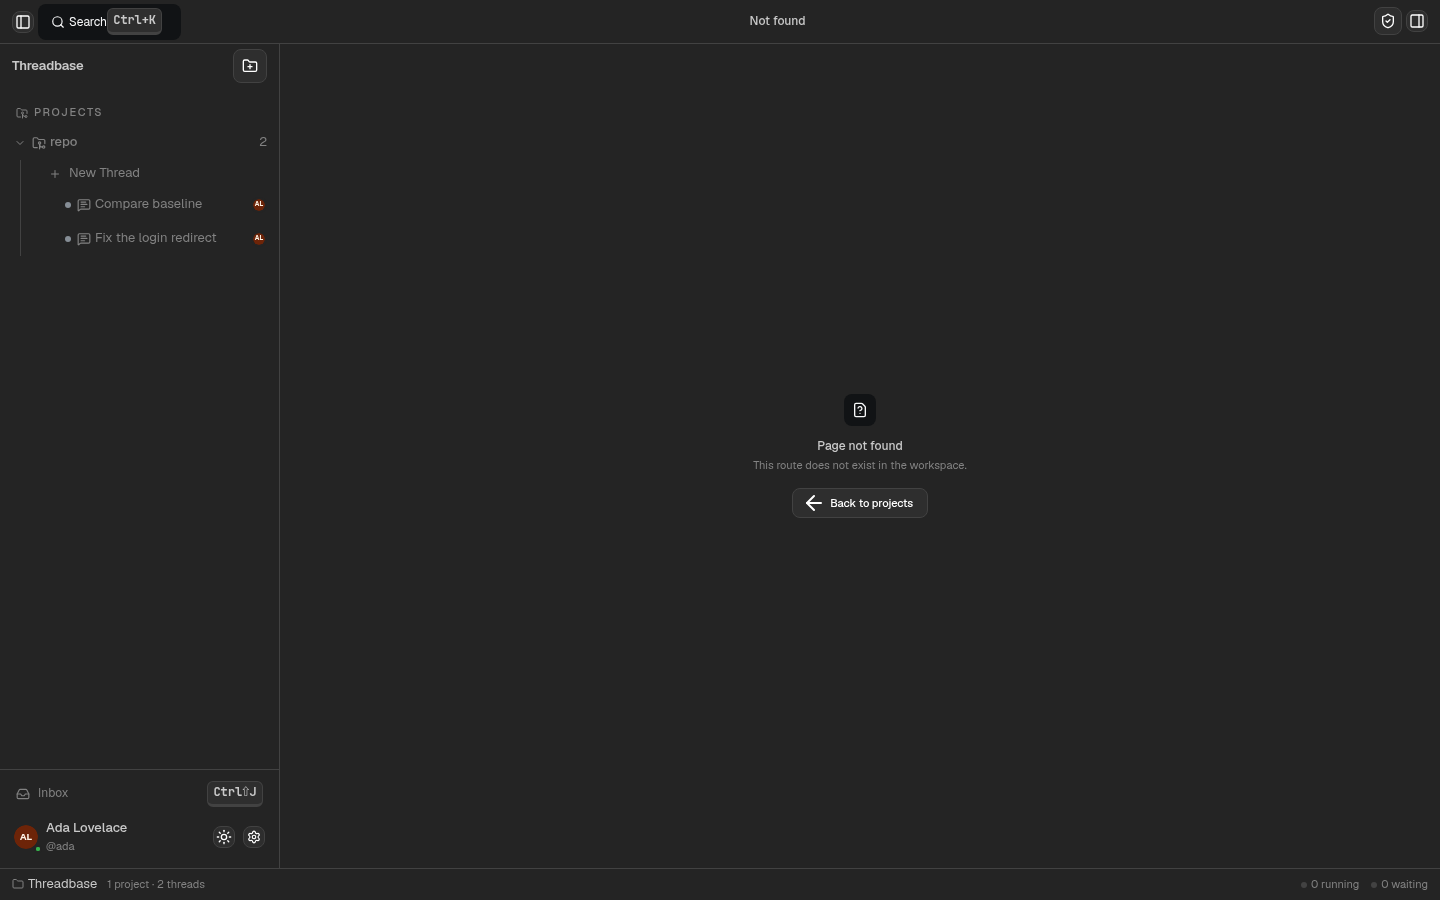 Search Ctrl+K
Not found
Threadbase
PROJECTS
repo 2
New Thread
Compare baseline AL
Fix the login redirect AL
Page not found
This route does not exist in the workspace.
Back to projects
Inbox Ctrl⇧J
AL Ada Lovelace
@ada
Threadbase 1 project · 2 threads
0 running 0 waiting